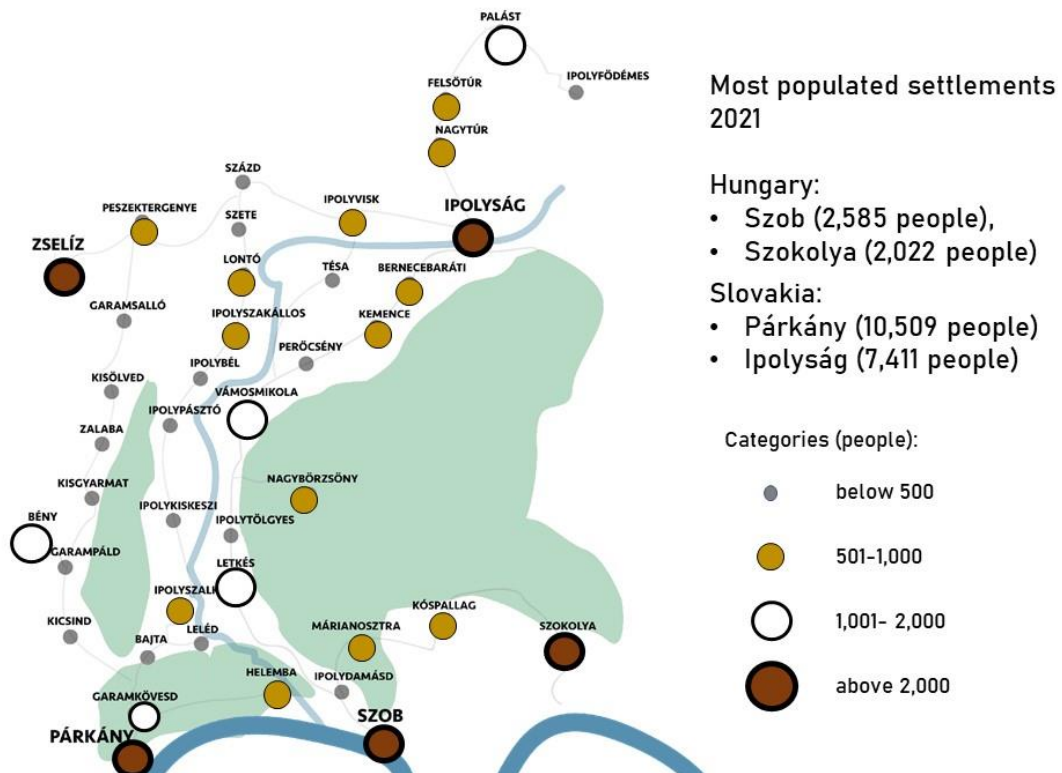 PALÁST
IPOLYFÖDÉMES
FELSŐTÚR
NAGYTÚR
SZÁZD
PESZEKTERGENYE
SZETE
IPOLYVISK
IPOLYSÁG
ZSELÍZ
LONTÓ
TÉSA
BERNECEBARÁTI
GARAMSALLÓ
IPOLYSZAKÁLLOS
KEMENCE
PERŐCSÉNY
IPOLYBÉL
KISÖLVED
VÁMOSMIKOLA
IPOLYPÁSZTÓ
ZALABA
KISGYARMAT
NAGYBÖRZSÖNY
BÉNY
IPOLYKISKESZI
IPOLYTÖLGYES
GARAMPÁLD
LETKÉS
IPOLYSZALK
KICSIND
BAJTA
LELÉD
MÁRIANOSZTRA
KÓSPALLAG
SZOKOLYA
HELEMBA
IPOLYDAMÁSD
GARAMKÖVESD
SZOB
PÁRKÁNY
Most populated settlements
2021
Hungary:
• Szob (2,585 people),
• Szokolya (2,022 people)
Slovakia:
• Párkány (10,509 people)
• Ipolyság (7,411 people)
Categories (people):
below 500
501-1,000
1,001- 2,000
above 2,000